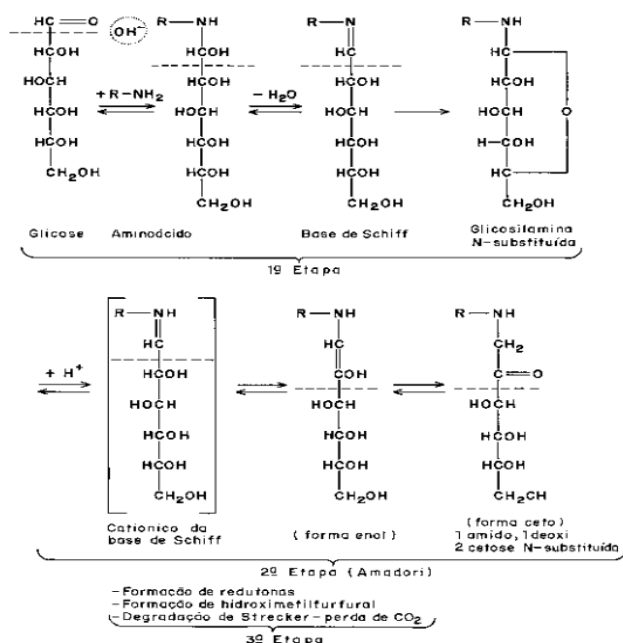 HC=O OH⁻ R—NH R—N R—NH
HCOH HCOH HC HC
HOCH HCOH HCOH HCOH
+ R–NH₂ – H₂O
HCOH HOCH HOCH HOCH O
HCOH HCOH HCOH H–COH
CH₂OH HCOH HCOH HC
CH₂OH CH₂OH CH₂OH
Glicose Aminoácido Base de Schiff Glicosilamina
N-substituída
1ª Etapa
R—NH R—NH R—NH
HC HC CH₂
+ H⁺ HCOH COH C=O
HOCH HOCH HOCH
HCOH HCOH HCOH
HCOH HCOH HCOH
CH₂OH CH₂OH CH₂CH
Cationico da
base de Schiff
(forma enol)
(forma ceto)
1 amido, 1 deoxi
2 cetose N-substituída
2ª Etapa (Amadori)
–Formação de redutonas
–Formação de hidroximetilfurfural
–Degradação de Strecker–perda de CO₂
3ª Etapa